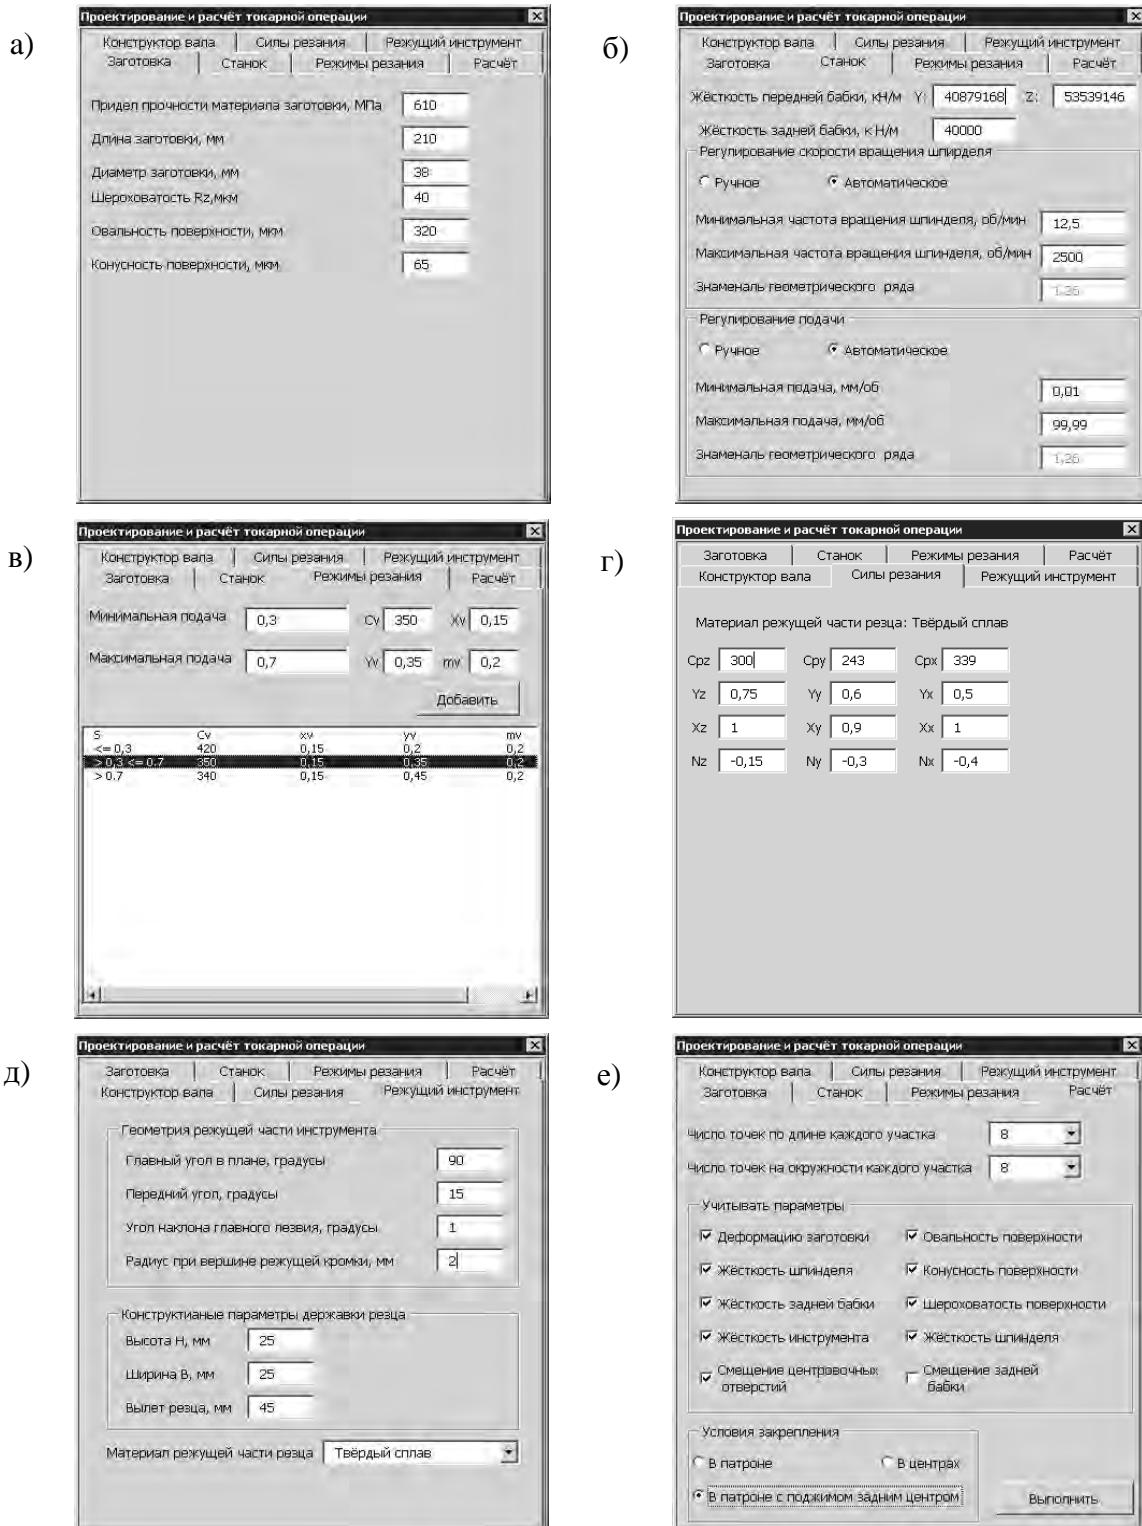 а)
Проектирование и расчёт токарной операции
Конструктор вала Силы резания Режущий инструмент
Заготовка Станок Режимы резания Расчёт
Придел прочности материала заготовки, МПа 610
Длина заготовки, мм 210
Диаметр заготовки, мм 38
Шероховатость Rz,мкм 40
Овальность поверхности, мкм 320
Конусность поверхности, мкм 65
б)
Проектирование и расчёт токарной операции
Конструктор вала Силы резания Режущий инструмент
Заготовка Станок Режимы резания Расчёт
Жёсткость передней бабки, кН/м Y: 40879168 Z: 53539146
Жёсткость задней бабки, к Н/м 40000
Регулирование скорости вращения шпирделя
Ручное Автоматическое
Минимальная частота вращения шпинделя, об/мин 12,5
Максимальная частота вращения шпинделя, об/мин 2500
Знаменаль геометрического ряда 1,26
Регулирование подачи
Ручное Автоматическое
Минимальная подача, мм/об 0,01
Максимальная подача, мм/об 99,99
Знаменаль геометрического ряда 1,26
в)
Проектирование и расчёт токарной операции
Конструктор вала Силы резания Режущий инструмент
Заготовка Станок Режимы резания Расчёт
Минимальная подача 0,3 Cv 350 Xv 0,15
Максимальная подача 0,7 Yv 0,35 mv 0,2
Добавить
S Cv xv yv mv
<= 0,3 420 0,15 0,2 0,2
> 0,3 <= 0.7 350 0,15 0,35 0,2
> 0.7 340 0,15 0,45 0,2
г)
Проектирование и расчёт токарной операции
Заготовка Станок Режимы резания Расчёт
Конструктор вала Силы резания Режущий инструмент
Материал режущей части резца: Твёрдый сплав
Cpz 300 Cpy 243 Cpx 339
Yz 0,75 Yy 0,6 Yx 0,5
Xz 1 Xy 0,9 Xx 1
Nz -0,15 Ny -0,3 Nx -0,4
д)
Проектирование и расчёт токарной операции
Заготовка Станок Режимы резания Расчёт
Конструктор вала Силы резания Режущий инструмент
Геометрия режущей части инструмента
Главный угол в плане, градусы 90
Передний угол, градусы 15
Угол наклона главного лезвия, градусы 1
Радиус при вершине режущей кромки, мм 2
Конструктианые параметры державки резца
Высота H, мм 25
Ширина B, мм 25
Вылет резца, мм 45
Материал режущей части резца Твёрдый сплав
е)
Проектирование и расчёт токарной операции
Конструктор вала Силы резания Режущий инструмент
Заготовка Станок Режимы резания Расчёт
Число точек по длине каждого участка 8
Число точек на окружности каждого участка 8
Учитывать параметры
Деформацию заготовки Овальность поверхности
Жёсткость шпинделя Конусность поверхности
Жёсткость задней бабки Шероховатость поверхности
Жёсткость инструмента Жёсткость шпинделя
Смещение центровочных отверстий Смещение задней бабки
Условия закрепления
В патроне В центрах
В патроне с поджимом задним центром
Выполнить